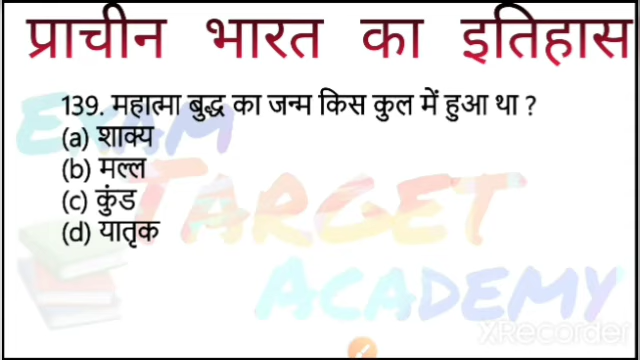 प्राचीन भारत का इतिहास
139. महात्मा बुद्ध का जन्म किस कुल में हुआ था ?
(a) शाक्य
(b) मल्ल
(c) कुंड
(d) यातृक
EXAM
TARGET
ACADEMY
XRecorder